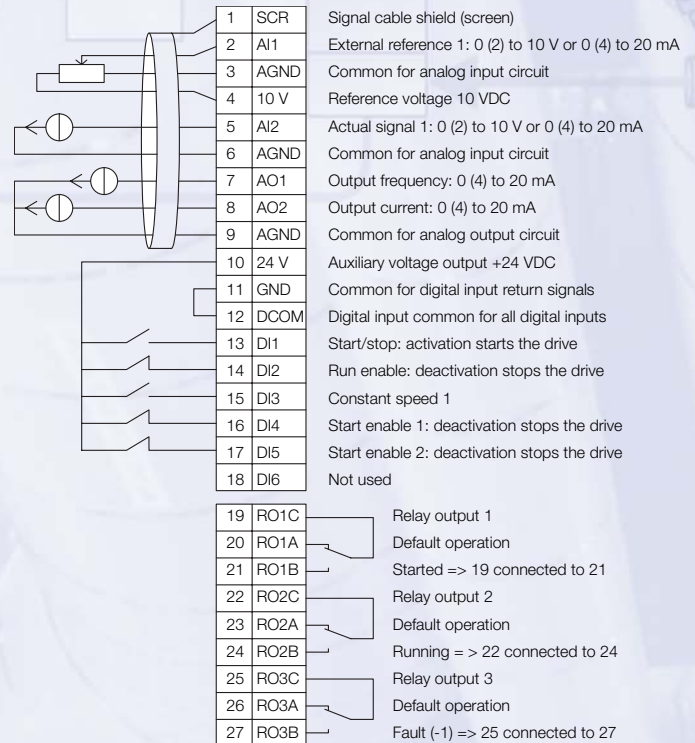 1 SCR Signal cable shield (screen)
2 AI1 External reference 1: 0 (2) to 10 V or 0 (4) to 20 mA
3 AGND Common for analog input circuit
4 10 V Reference voltage 10 VDC
5 AI2 Actual signal 1: 0 (2) to 10 V or 0 (4) to 20 mA
6 AGND Common for analog input circuit
7 AO1 Output frequency: 0 (4) to 20 mA
8 AO2 Output current: 0 (4) to 20 mA
9 AGND Common for analog output circuit
10 24 V Auxiliary voltage output +24 VDC
11 GND Common for digital input return signals
12 DCOM Digital input common for all digital inputs
13 DI1 Start/stop: activation starts the drive
14 DI2 Run enable: deactivation stops the drive
15 DI3 Constant speed 1
16 DI4 Start enable 1: deactivation stops the drive
17 DI5 Start enable 2: deactivation stops the drive
18 DI6 Not used
19 RO1C Relay output 1
20 RO1A Default operation
21 RO1B Started => 19 connected to 21
22 RO2C Relay output 2
23 RO2A Default operation
24 RO2B Running = > 22 connected to 24
25 RO3C Relay output 3
26 RO3A Default operation
27 RO3B Fault (-1) => 25 connected to 27